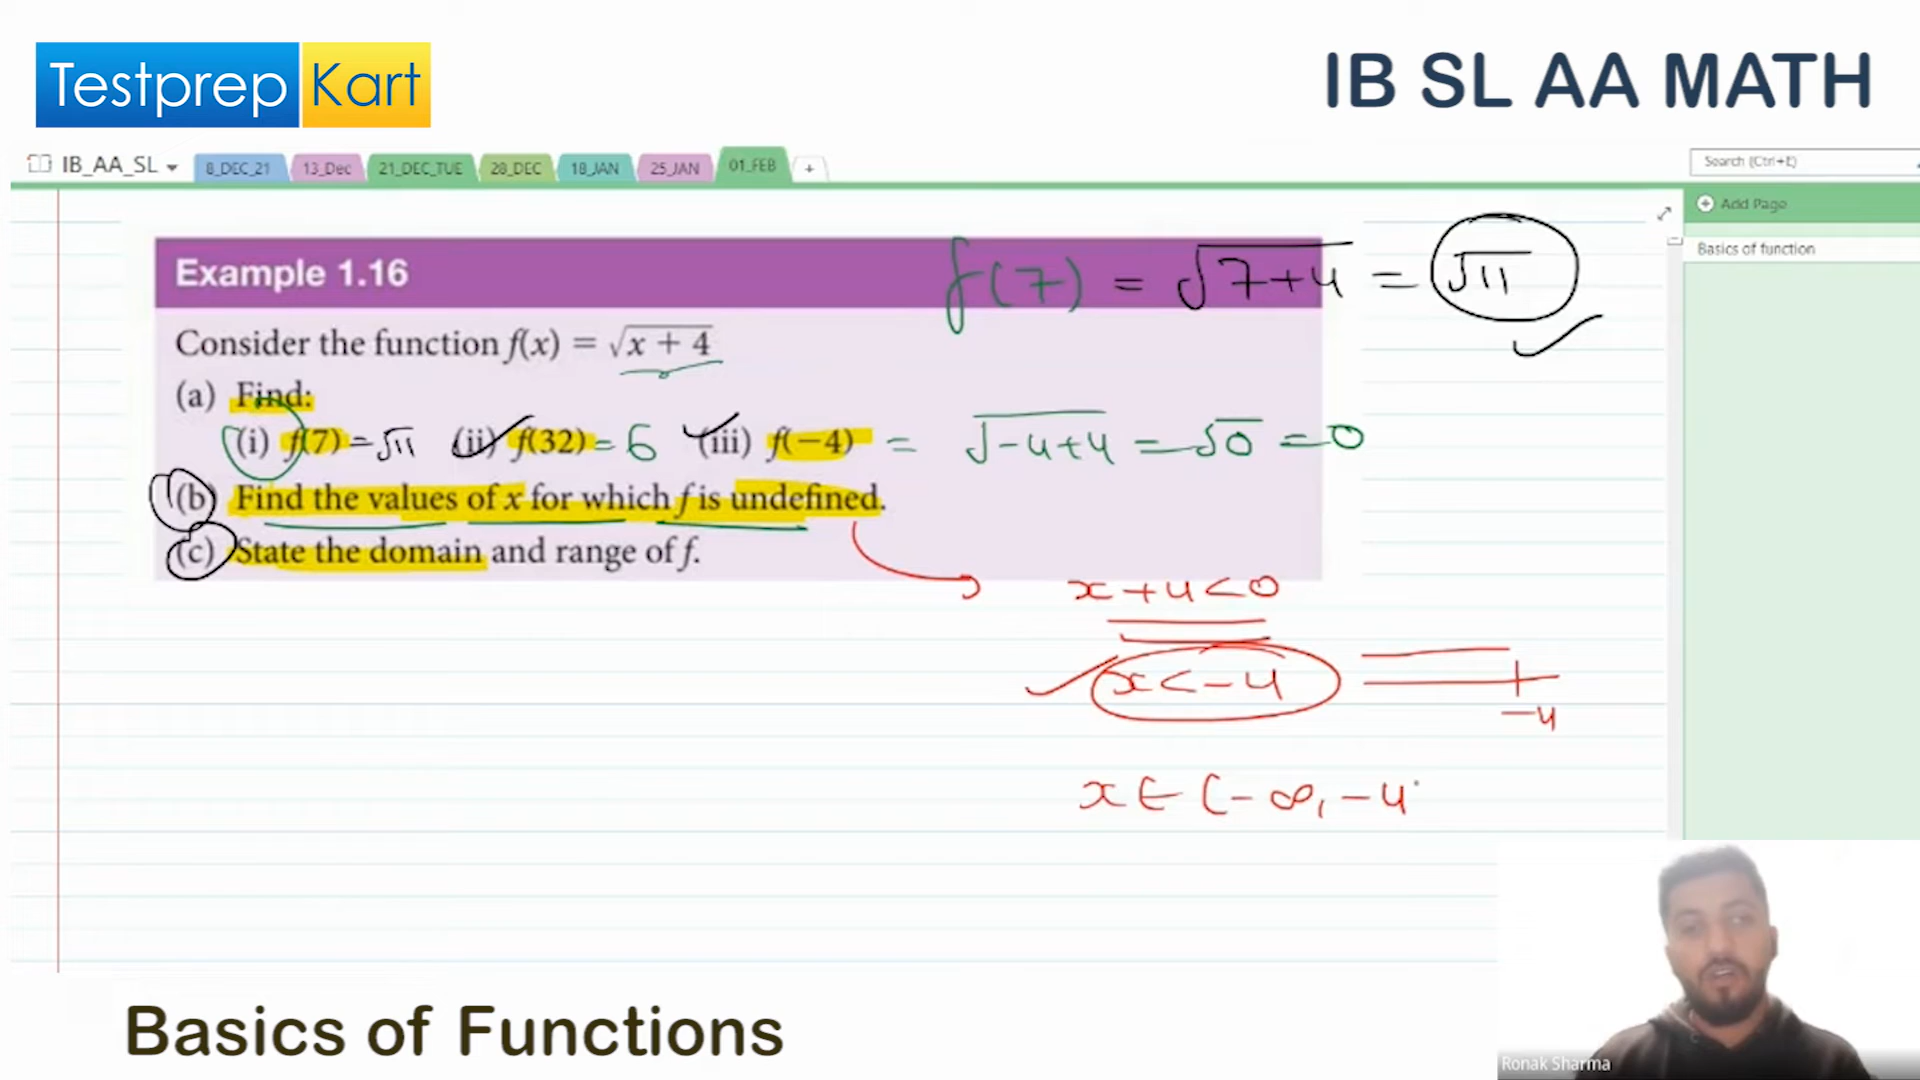 Testprep Kart
IB SL AA MATH
IB_AA_SL 8_DEC_21 13_Dec 21_DEC_TUE 28_DEC 18_JAN 25_JAN 01_FEB +
Search (Ctrl+E)
Add Page
Basics of function
Example 1.16
f(7) = √7+4 = √11
Consider the function f(x) = √x + 4
(a) Find:
(i) f(7) = √11 (ii) f(32) = 6 (iii) f(−4) = √-4+4 = √0 = 0
(b) Find the values of x for which f is undefined.
(c) State the domain and range of f.
x+4<0
x<-4
-4
x ∈ (-∞, -4
Basics of Functions
Ronak Sharma